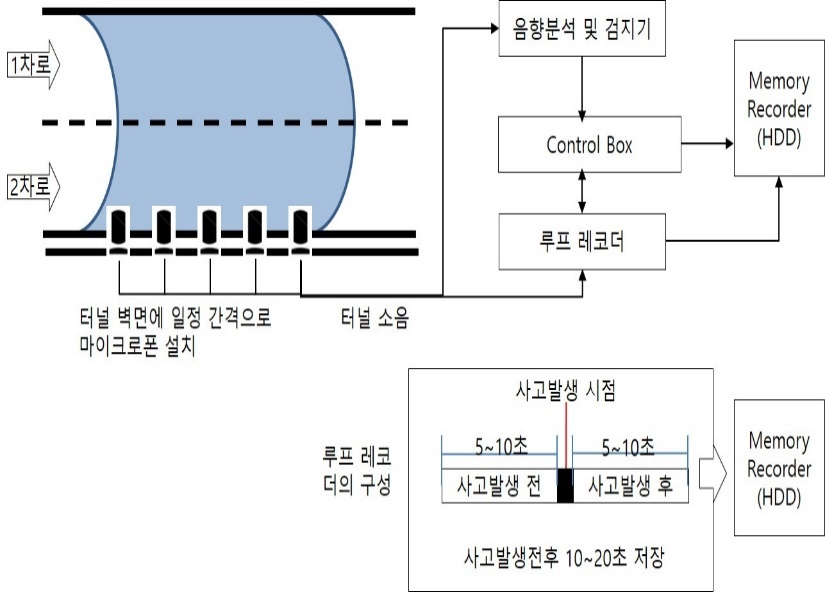 1차로
2차로
터널 벽면에 일정 간격으로
마이크로폰 설치
터널 소음
음향분석 및 검지기
Control Box
루프 레코더
Memory
Recorder
(HDD)
루프 레코
더의 구성
사고발생 시점
5~10초
5~10초
사고발생 전
사고발생 후
사고발생전후 10~20초 저장
Memory
Recorder
(HDD)